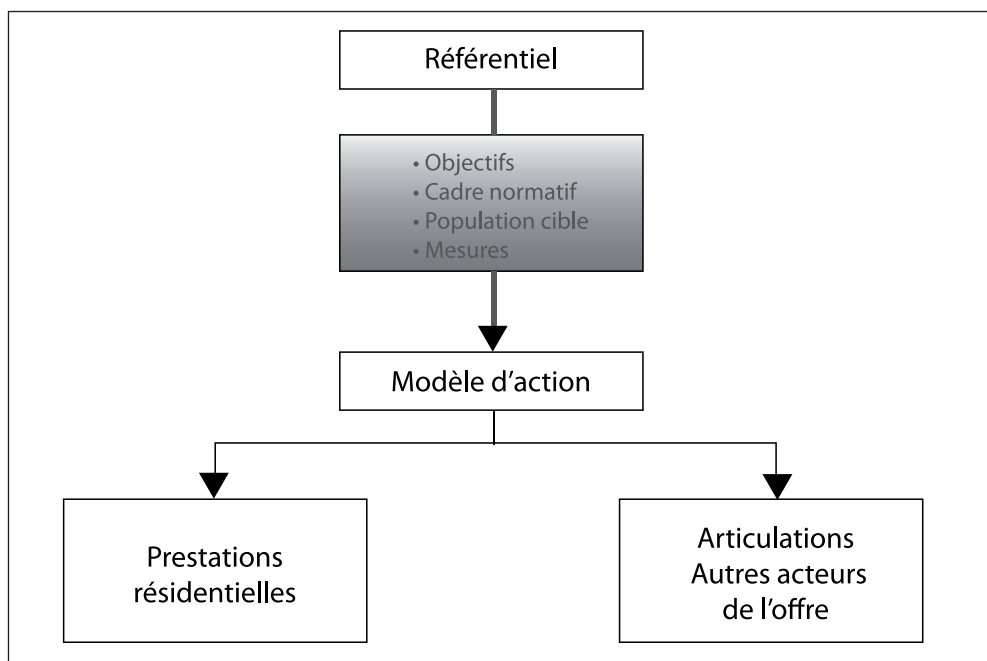 Référentiel
• Objectifs
• Cadre normatif
• Population cible
• Mesures
Modèle d'action
Prestations
résidentielles
Articulations
Autres acteurs
de l'offre